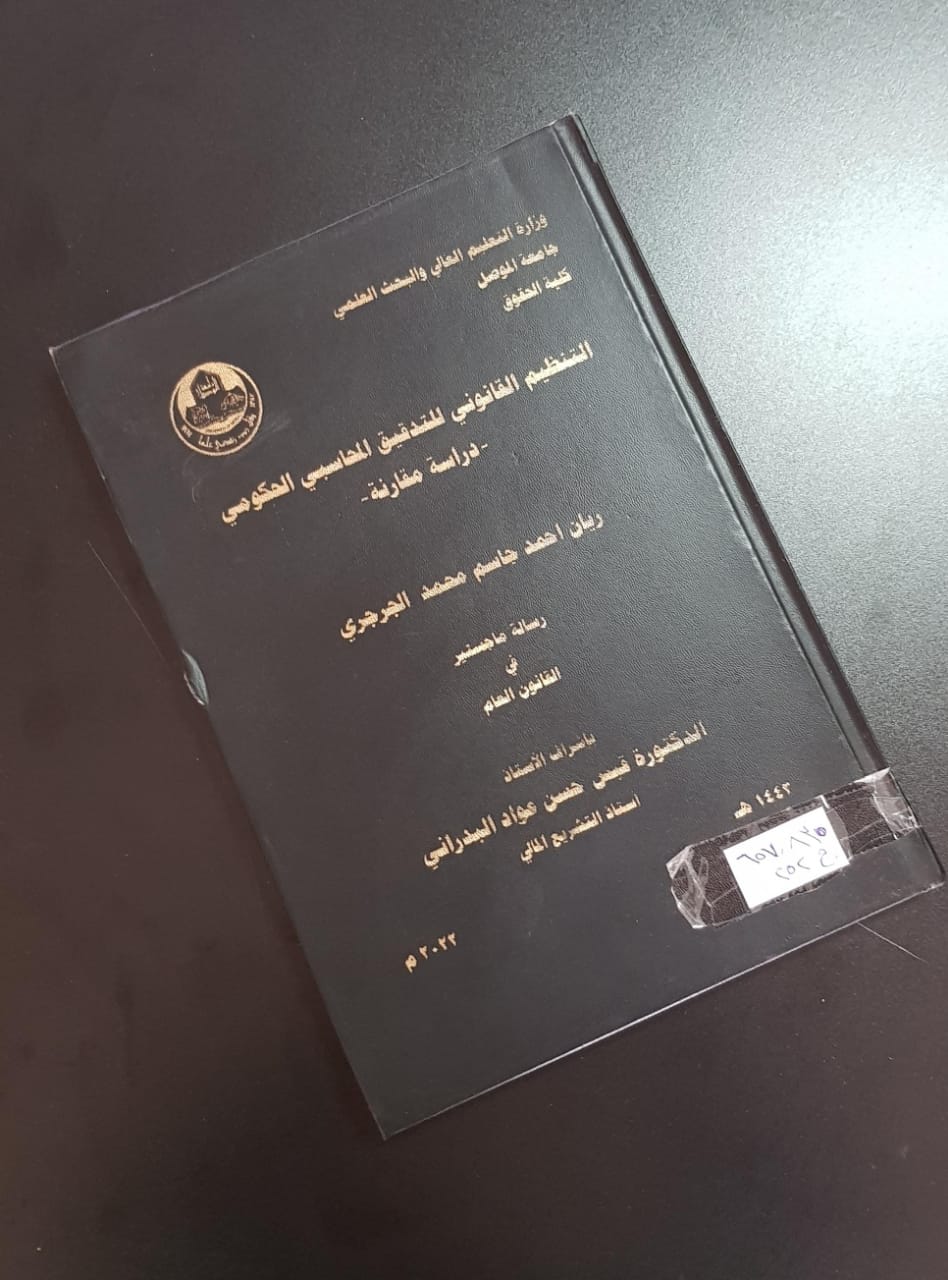 وزارة التعليم العالي والبحث العلمي
جامعة الموصل
كلية الحقوق
التنظيم القانوني للتدقيق المحاسبي الحكومي
-دراسة مقارنة-
ريان احمد جاسم محمد الجرجري
رسالة ماجستير
في
القانون العام
بإشراف الأستاذ
الدكتورة قبس حسن عواد البدراني
أستاذ التشريع المالي
١٤٤٣ هـ
٢٠٢٢ م